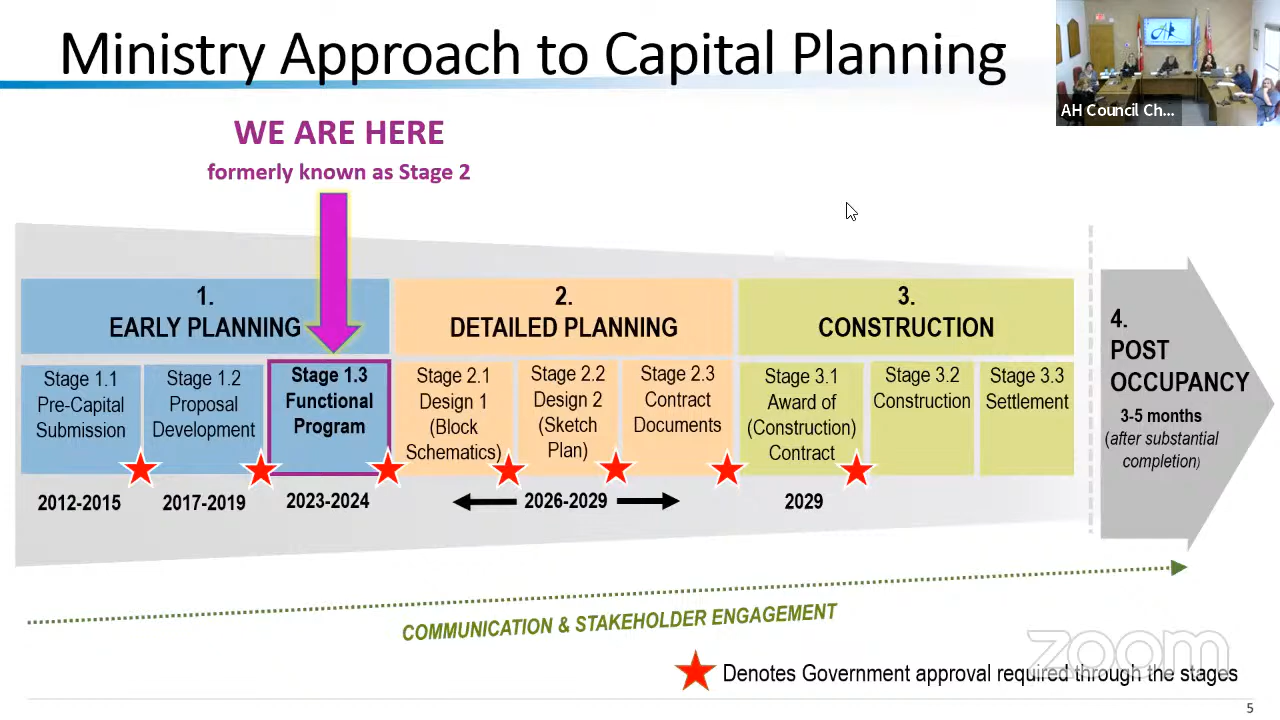 Ministry Approach to Capital Planning
AH Council Ch...
WE ARE HERE
formerly known as Stage 2
1.
EARLY PLANNING
2.
DETAILED PLANNING
3.
CONSTRUCTION
4.
POST
OCCUPANCY
3-5 months
(after substantial
completion)
Stage 1.1
Pre-Capital
Submission
Stage 1.2
Proposal
Development
Stage 1.3
Functional
Program
Stage 2.1
Design 1
(Block
Schematics)
Stage 2.2
Design 2
(Sketch
Plan)
Stage 2.3
Contract
Documents
Stage 3.1
Award of
(Construction)
Contract
Stage 3.2
Construction
Stage 3.3
Settlement
2012-2015
2017-2019
2023-2024
2026-2029
2029
COMMUNICATION & STAKEHOLDER ENGAGEMENT
zoom
Denotes Government approval required through the stages
5